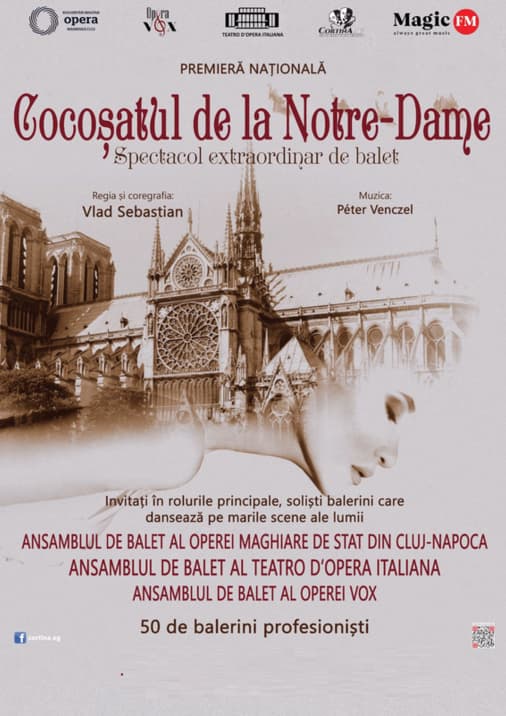 opera
Opera
VOX
TEATRO D'OPERA ITALIANA
CORTINA
Magic FM
always great music
PREMIERĂ NAȚIONALĂ
Cocoșatul de la Notre-Dame
Spectacol extraordinar de balet
Regia și coregrafia:
Vlad Sebastian
Muzica:
Péter Venczel
Invitați în rolurile principale, soliști balerini care
dansează pe marile scene ale lumii
ANSAMBLUL DE BALET AL OPEREI MAGHIARE DE STAT DIN CLUJ-NAPOCA
ANSAMBLUL DE BALET AL TEATRO D'OPERA ITALIANA
ANSAMBLUL DE BALET AL OPEREI VOX
50 de balerini profesioniști
f cortina.eg